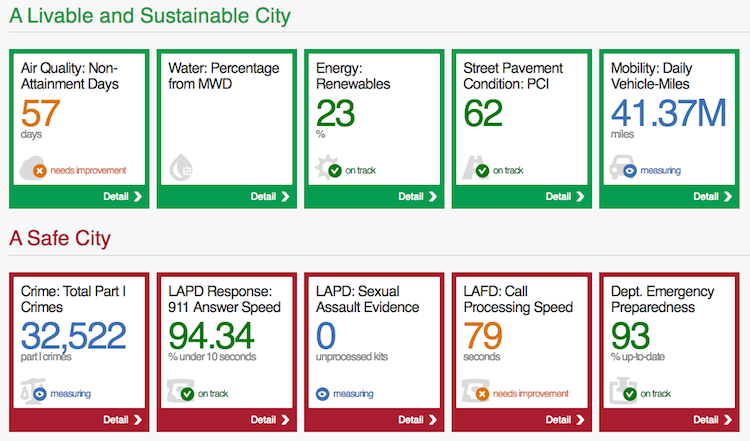 A Livable and Sustainable City
Air Quality: Non-
Attainment Days
57
days
needs improvement
Detail
Water: Percentage
from MWD
Detail
Energy:
Renewables
23
%
on track
Detail
Street Pavement
Condition: PCI
62
on track
Detail
Mobility: Daily
Vehicle-Miles
41.37M
miles
measuring
Detail
A Safe City
Crime: Total Part I
Crimes
32,522
part I crimes
measuring
Detail
LAPD Response:
911 Answer Speed
94.34
% under 10 seconds
on track
Detail
LAPD: Sexual
Assault Evidence
0
unprocessed kits
measuring
Detail
LAFD: Call
Processing Speed
79
seconds
needs improvement
Detail
Dept. Emergency
Preparedness
93
% up-to-date
on track
Detail